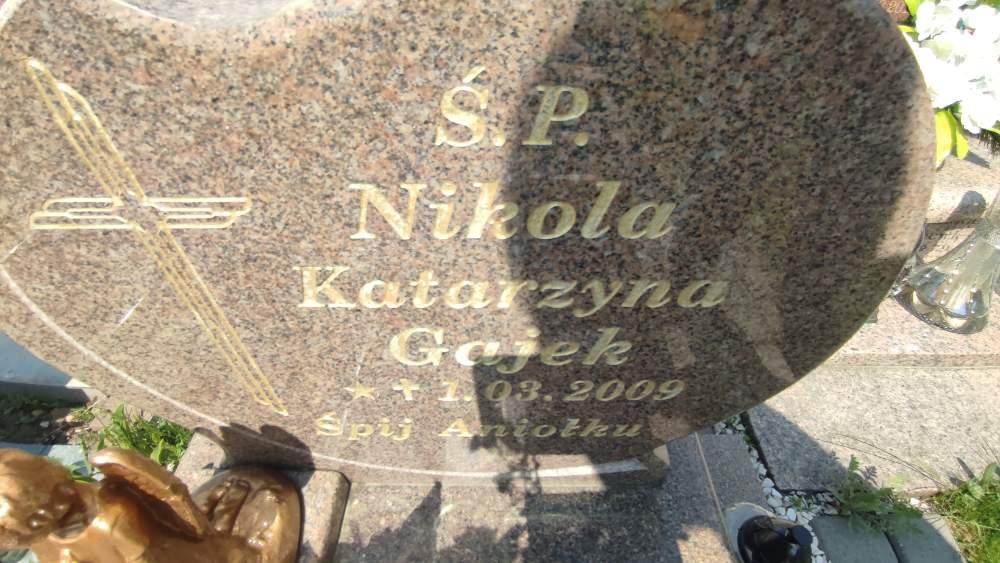 Ś.P.
Nikola
Katarzyna
Gajek
★ ✝ 1.03.2009
Śpij Aniołku